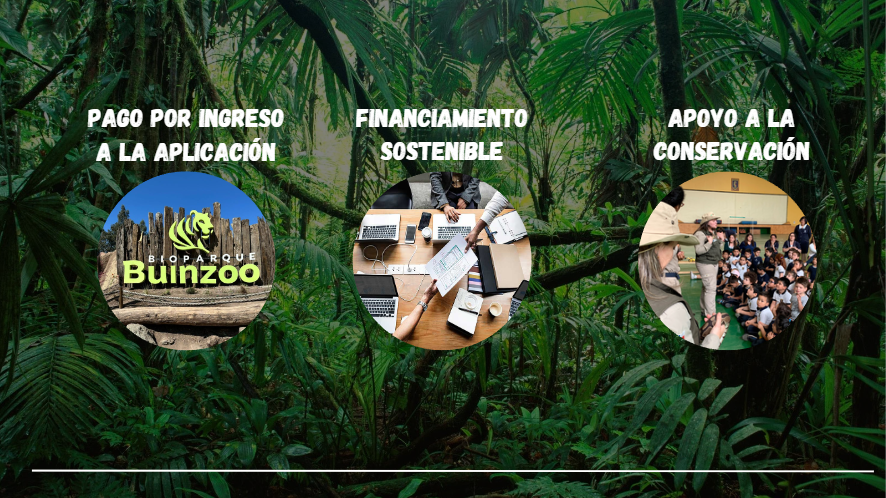 PAGO POR INGRESO
A LA APLICACIÓN
FINANCIAMIENTO
SOSTENIBLE
APOYO A LA
CONSERVACIÓN
BIOPARQUE
Buinzoo